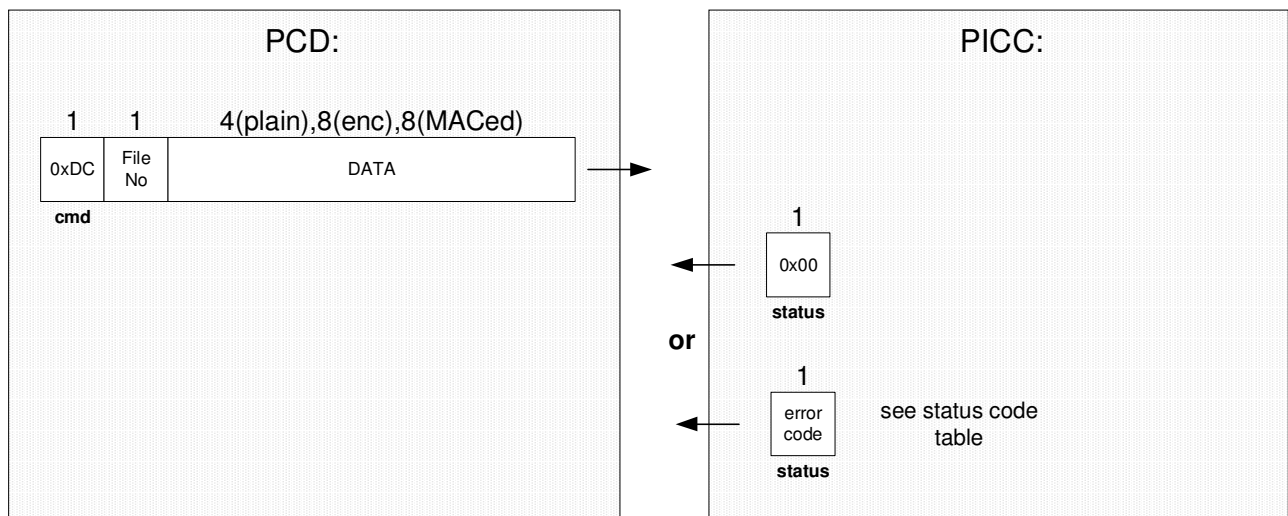 PCD:
1 1 4(plain),8(enc),8(MACed)
0xDC File No DATA
cmd
PICC:
1
0x00
status
or
1
error code
status
see status code
table